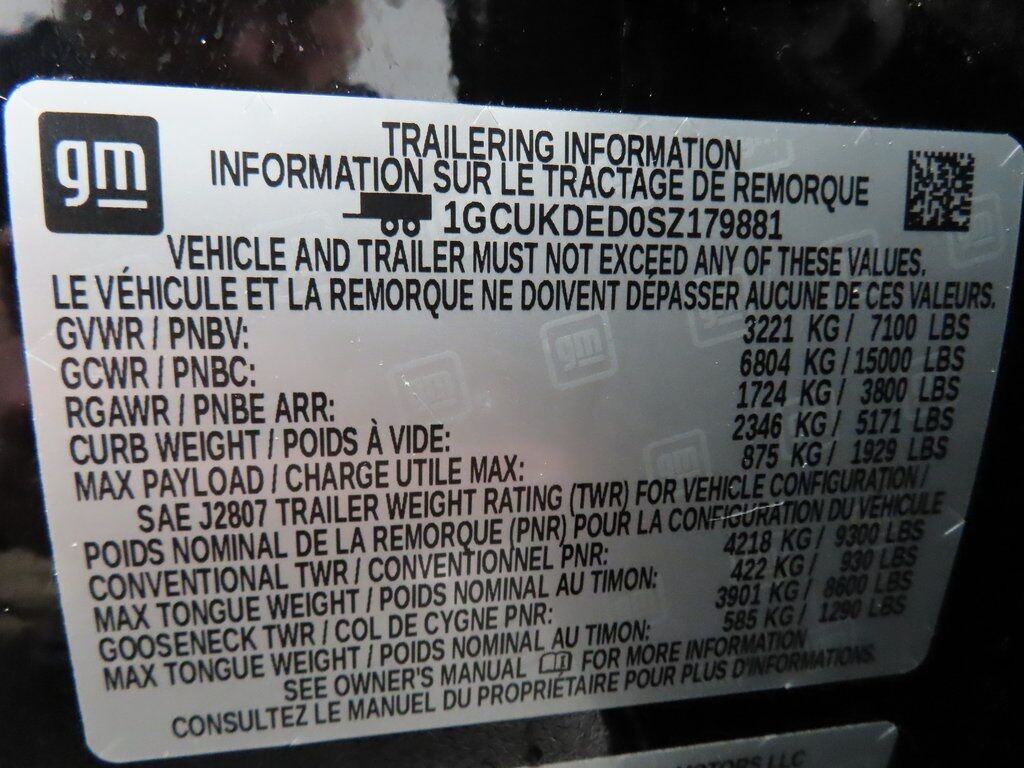 gm
TRAILERING INFORMATION
INFORMATION SUR LE TRACTAGE DE REMORQUE
1GCUKDED0SZ179881
VEHICLE AND TRAILER MUST NOT EXCEED ANY OF THESE VALUES.
LE VÉHICULE ET LA REMORQUE NE DOIVENT DÉPASSER AUCUNE DE CES VALEURS.
GVWR / PNBV: 3221 KG / 7100 LBS
GCWR / PNBC: 6804 KG / 15000 LBS
RGAWR / PNBE ARR: 1724 KG / 3800 LBS
CURB WEIGHT / POIDS À VIDE: 2346 KG / 5171 LBS
MAX PAYLOAD / CHARGE UTILE MAX: 875 KG / 1929 LBS
SAE J2807 TRAILER WEIGHT RATING (TWR) FOR VEHICLE CONFIGURATION /
POIDS NOMINAL DE LA REMORQUE (PNR) POUR LA CONFIGURATION DU VÉHICULE
CONVENTIONAL TWR / CONVENTIONNEL PNR: 4218 KG / 9300 LBS
MAX TONGUE WEIGHT / POIDS NOMINAL AU TIMON: 422 KG / 930 LBS
GOOSENECK TWR / COL DE CYGNE PNR: 3901 KG / 8600 LBS
MAX TONGUE WEIGHT / POIDS NOMINAL AU TIMON: 585 KG / 1290 LBS
SEE OWNER'S MANUAL FOR MORE INFORMATION
CONSULTEZ LE MANUEL DU PROPRIÉTAIRE POUR PLUS D'INFORMATIONS.
MOTORS LLC